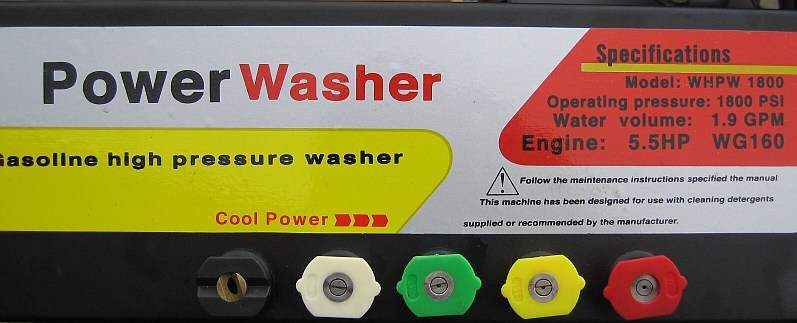 Power Washer
Gasoline high pressure washer
Cool Power
Specifications
Model: WHPW 1800
Operating pressure: 1800 PSI
Water volume: 1.9 GPM
Engine: 5.5HP WG160
Follow the maintenance instructions specified the manual
This machine has been designed for use with cleaning detergents
supplied or recommended by the manufacturer.